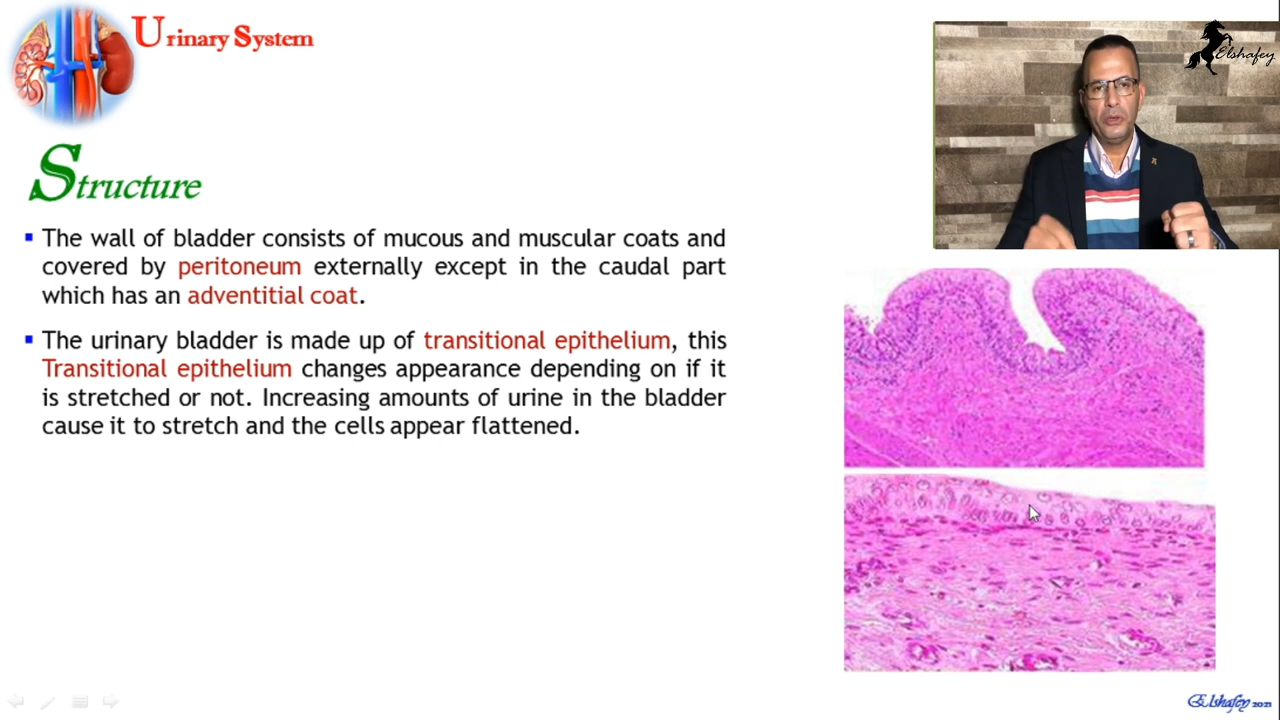 Urinary System
Elshafey
Structure
▪ The wall of bladder consists of mucous and muscular coats and
covered by peritoneum externally except in the caudal part
which has an adventitial coat.
▪ The urinary bladder is made up of transitional epithelium, this
Transitional epithelium changes appearance depending on if it
is stretched or not. Increasing amounts of urine in the bladder
cause it to stretch and the cells appear flattened.
Elshafey 2021